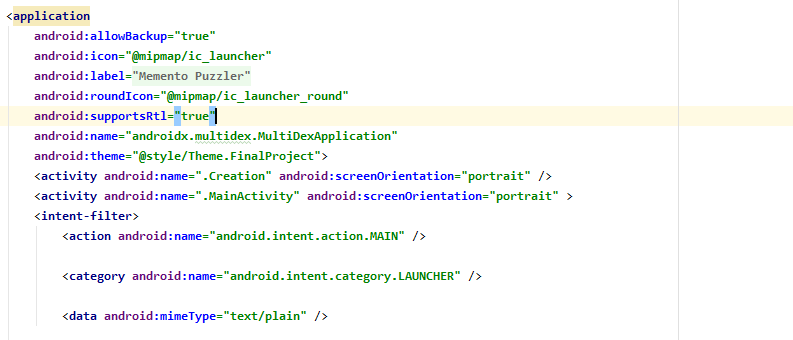 <application
android:allowBackup="true"
android:icon="@mipmap/ic_launcher"
android:label="Memento Puzzler"
android:roundIcon="@mipmap/ic_launcher_round"
android:supportsRtl="true"
android:name="androidx.multidex.MultiDexApplication"
android:theme="@style/Theme.FinalProject">
<activity android:name=".Creation" android:screenOrientation="portrait" />
<activity android:name=".MainActivity" android:screenOrientation="portrait" >
<intent-filter>
<action android:name="android.intent.action.MAIN" />
<category android:name="android.intent.category.LAUNCHER" />
<data android:mimeType="text/plain" />